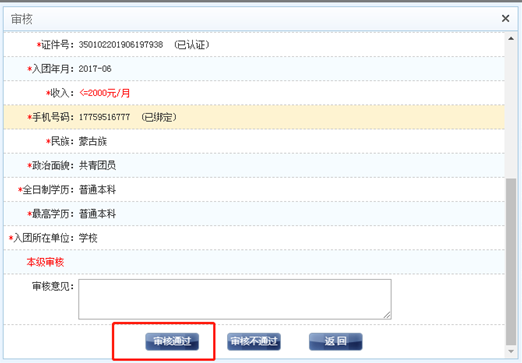 审核
*证件号：350102201906197938 （已认证）
*入团年月：2017-06
*收入：<=2000元/月
*手机号码：17759516777 （已绑定）
*民族：蒙古族
*政治面貌：共青团员
*全日制学历：普通本科
*最高学历：普通本科
*入团所在单位：学校
本级审核
审核意见：
审核通过 审核不通过 返 回